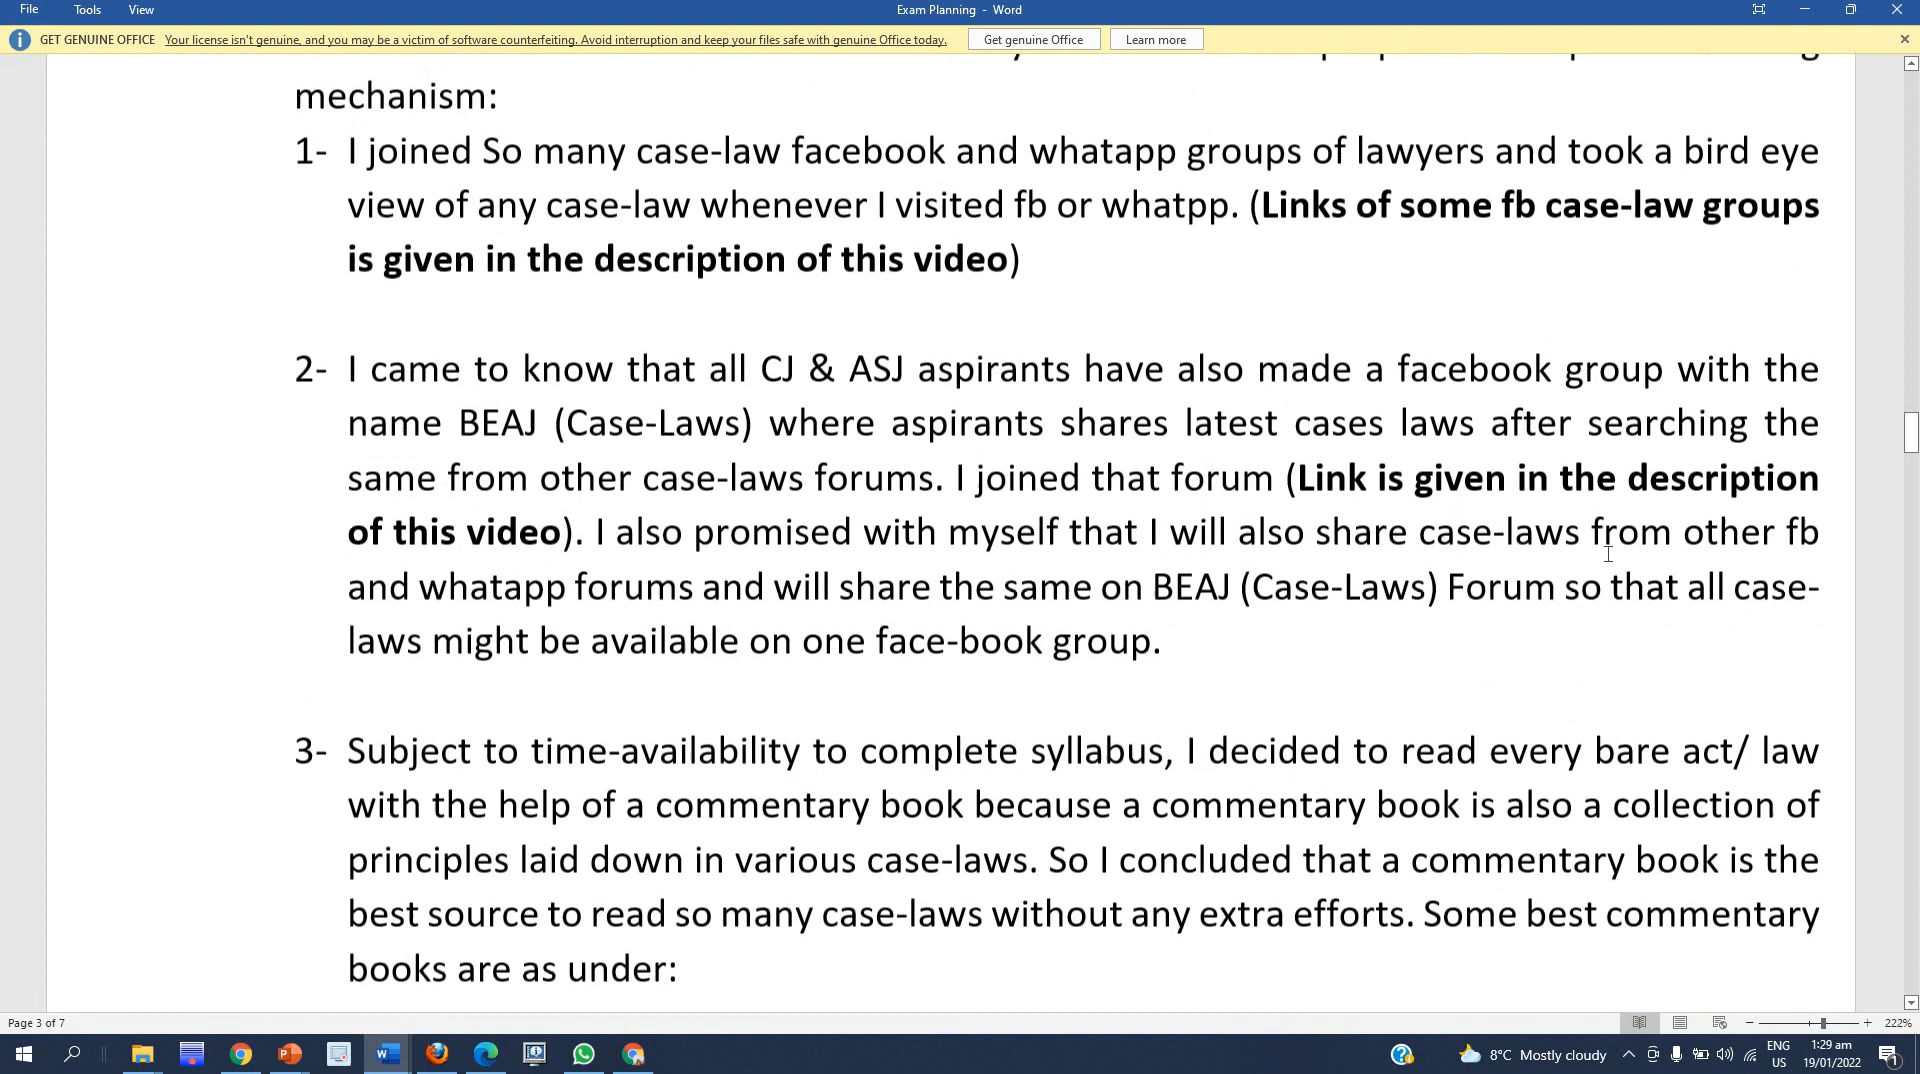 File Tools View Exam Planning - Word
GET GENUINE OFFICE Your license isn't genuine, and you may be a victim of software counterfeiting. Avoid interruption and keep your files safe with genuine Office today. Get genuine Office Learn more
mechanism:
1- I joined So many case-law facebook and whatapp groups of lawyers and took a bird eye
view of any case-law whenever I visited fb or whatpp. (Links of some fb case-law groups
is given in the description of this video)
2- I came to know that all CJ & ASJ aspirants have also made a facebook group with the
name BEAJ (Case-Laws) where aspirants shares latest cases laws after searching the
same from other case-laws forums. I joined that forum (Link is given in the description
of this video). I also promised with myself that I will also share case-laws from other fb
and whatapp forums and will share the same on BEAJ (Case-Laws) Forum so that all case-
laws might be available on one face-book group.
3- Subject to time-availability to complete syllabus, I decided to read every bare act/ law
with the help of a commentary book because a commentary book is also a collection of
principles laid down in various case-laws. So I concluded that a commentary book is the
best source to read so many case-laws without any extra efforts. Some best commentary
books are as under:
Page 3 of 7 222%
8°C Mostly cloudy ENG US 1:29 am 19/01/2022